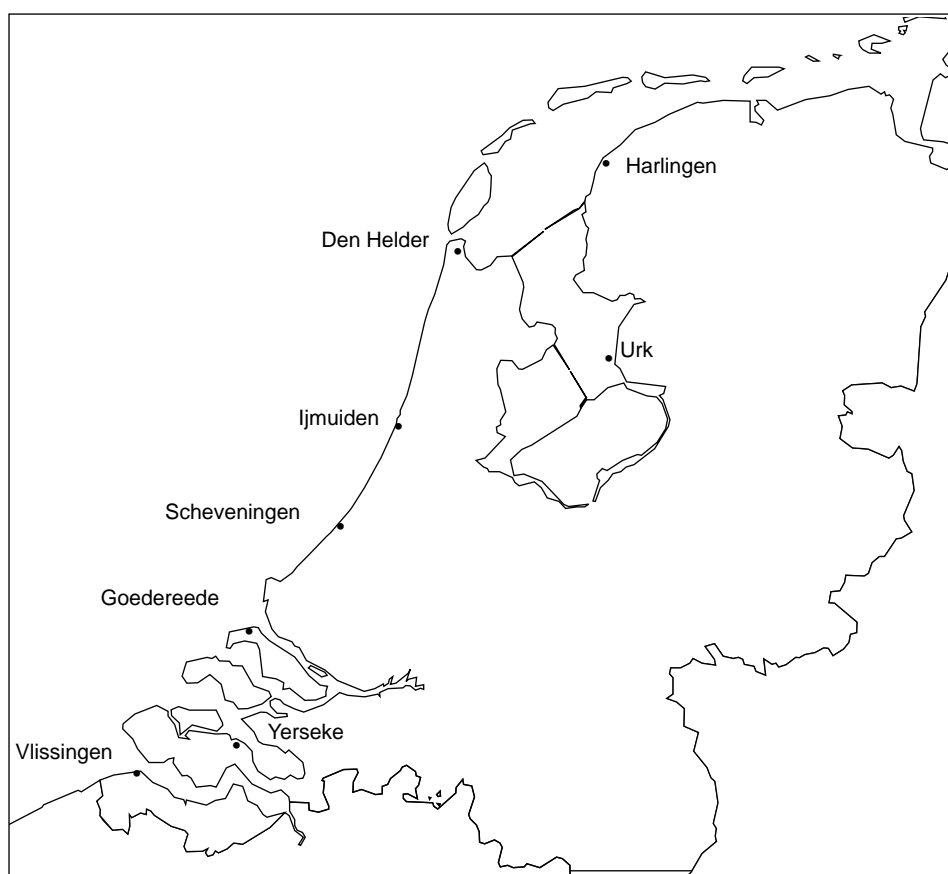 Harlingen
Den Helder
Urk
Ijmuiden
Scheveningen
Goedereede
Yerseke
Vlissingen